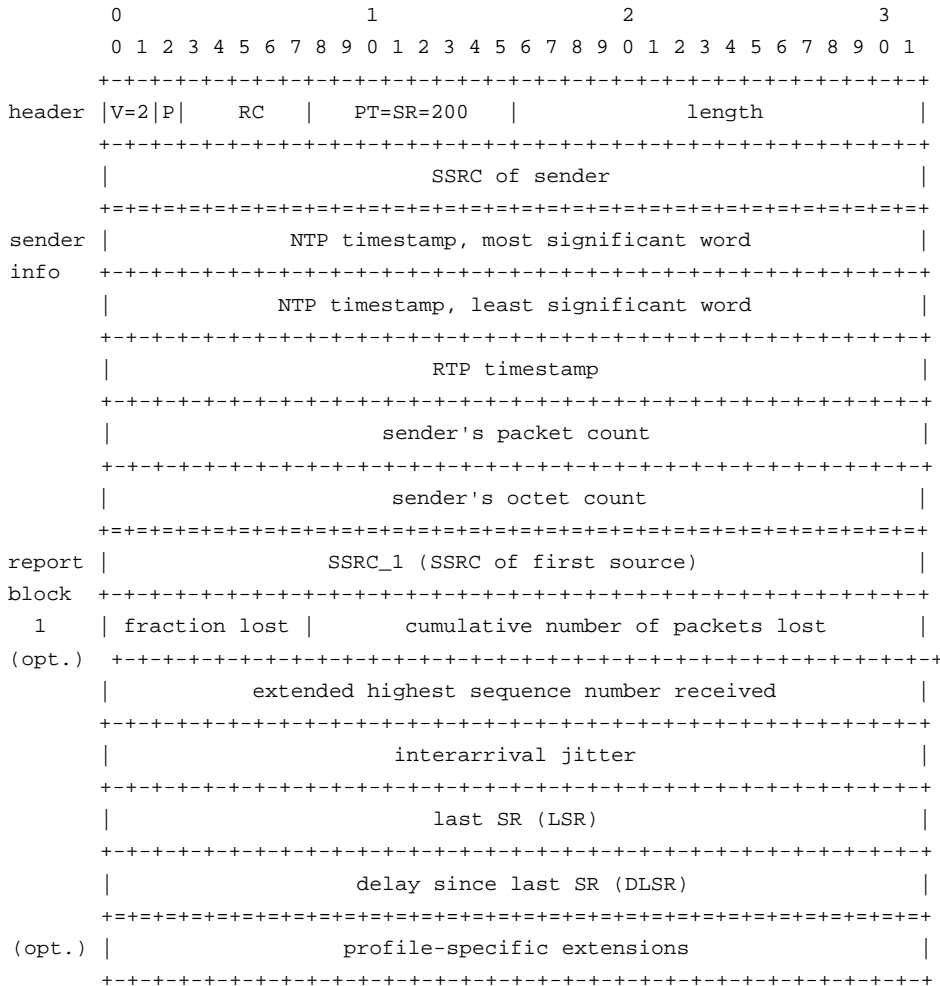 0                   1                   2                   3
0 1 2 3 4 5 6 7 8 9 0 1 2 3 4 5 6 7 8 9 0 1 2 3 4 5 6 7 8 9 0 1
+-+-+-+-+-+-+-+-+-+-+-+-+-+-+-+-+-+-+-+-+-+-+-+-+-+-+-+-+-+-+-+-+
header |V=2|P|    RC   |   PT=SR=200   |             length            |
+-+-+-+-+-+-+-+-+-+-+-+-+-+-+-+-+-+-+-+-+-+-+-+-+-+-+-+-+-+-+-+-+
|                         SSRC of sender                        |
+=+=+=+=+=+=+=+=+=+=+=+=+=+=+=+=+=+=+=+=+=+=+=+=+=+=+=+=+=+=+=+=+
sender |              NTP timestamp, most significant word             |
info   +-+-+-+-+-+-+-+-+-+-+-+-+-+-+-+-+-+-+-+-+-+-+-+-+-+-+-+-+-+-+-+-+
|             NTP timestamp, least significant word             |
+-+-+-+-+-+-+-+-+-+-+-+-+-+-+-+-+-+-+-+-+-+-+-+-+-+-+-+-+-+-+-+-+
|                         RTP timestamp                         |
+-+-+-+-+-+-+-+-+-+-+-+-+-+-+-+-+-+-+-+-+-+-+-+-+-+-+-+-+-+-+-+-+
|                     sender's packet count                     |
+-+-+-+-+-+-+-+-+-+-+-+-+-+-+-+-+-+-+-+-+-+-+-+-+-+-+-+-+-+-+-+-+
|                      sender's octet count                     |
+=+=+=+=+=+=+=+=+=+=+=+=+=+=+=+=+=+=+=+=+=+=+=+=+=+=+=+=+=+=+=+=+
report |                 SSRC_1 (SSRC of first source)                 |
block  +-+-+-+-+-+-+-+-+-+-+-+-+-+-+-+-+-+-+-+-+-+-+-+-+-+-+-+-+-+-+-+-+
1    | fraction lost |       cumulative number of packets lost       |
(opt.) +-+-+-+-+-+-+-+-+-+-+-+-+-+-+-+-+-+-+-+-+-+-+-+-+-+-+-+-+-+-+-+-+
|           extended highest sequence number received           |
+-+-+-+-+-+-+-+-+-+-+-+-+-+-+-+-+-+-+-+-+-+-+-+-+-+-+-+-+-+-+-+-+
|                      interarrival jitter                      |
+-+-+-+-+-+-+-+-+-+-+-+-+-+-+-+-+-+-+-+-+-+-+-+-+-+-+-+-+-+-+-+-+
|                         last SR (LSR)                         |
+-+-+-+-+-+-+-+-+-+-+-+-+-+-+-+-+-+-+-+-+-+-+-+-+-+-+-+-+-+-+-+-+
|                   delay since last SR (DLSR)                  |
+=+=+=+=+=+=+=+=+=+=+=+=+=+=+=+=+=+=+=+=+=+=+=+=+=+=+=+=+=+=+=+=+
(opt.) |                  profile-specific extensions                  |
+-+-+-+-+-+-+-+-+-+-+-+-+-+-+-+-+-+-+-+-+-+-+-+-+-+-+-+-+-+-+-+-+